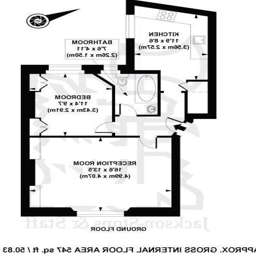 KITCHEN
11'9 x 8'6
(3.56m x 2.57m)
BATHROOM
7'6 x 4'11
(2.26m x 1.50m)
BEDROOM
11'4 x 9'7
(3.43m x 2.91m)
RECEPTION ROOM
16'5 x 13'5
(4.99m x 4.07m)
Jackson Stops & Staff
GROUND FLOOR
APPROX. GROSS INTERNAL FLOOR AREA 547 sq. ft / 50.83